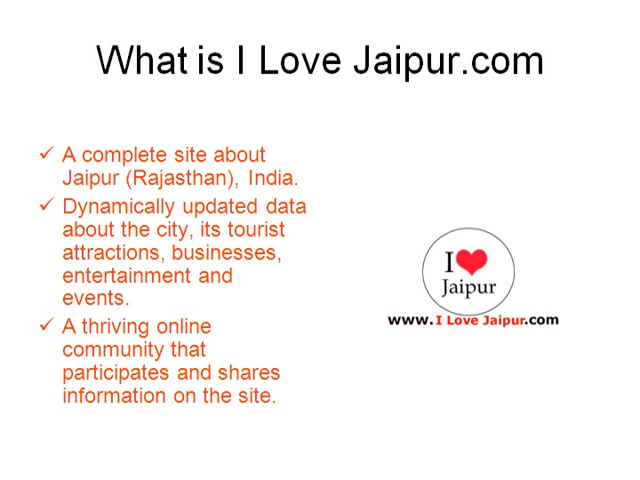 What is I Love Jaipur.com
A complete site about
Jaipur (Rajasthan), India.
Dynamically updated data
about the city, its tourist
attractions, businesses,
entertainment and
events.
A thriving online
community that
participates and shares
information on the site.
I
Jaipur
www.I Love Jaipur.com